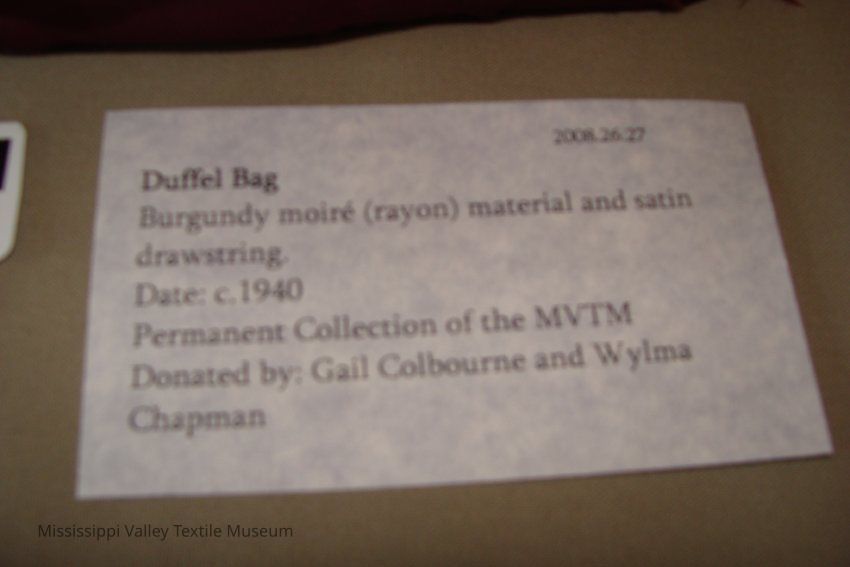 2008.26.27
Duffel Bag
Burgundy moiré (rayon) material and satin
drawstring.
Date: c.1940
Permanent Collection of the MVTM
Donated by: Gail Colbourne and Wylma
Chapman
Mississippi Valley Textile Museum